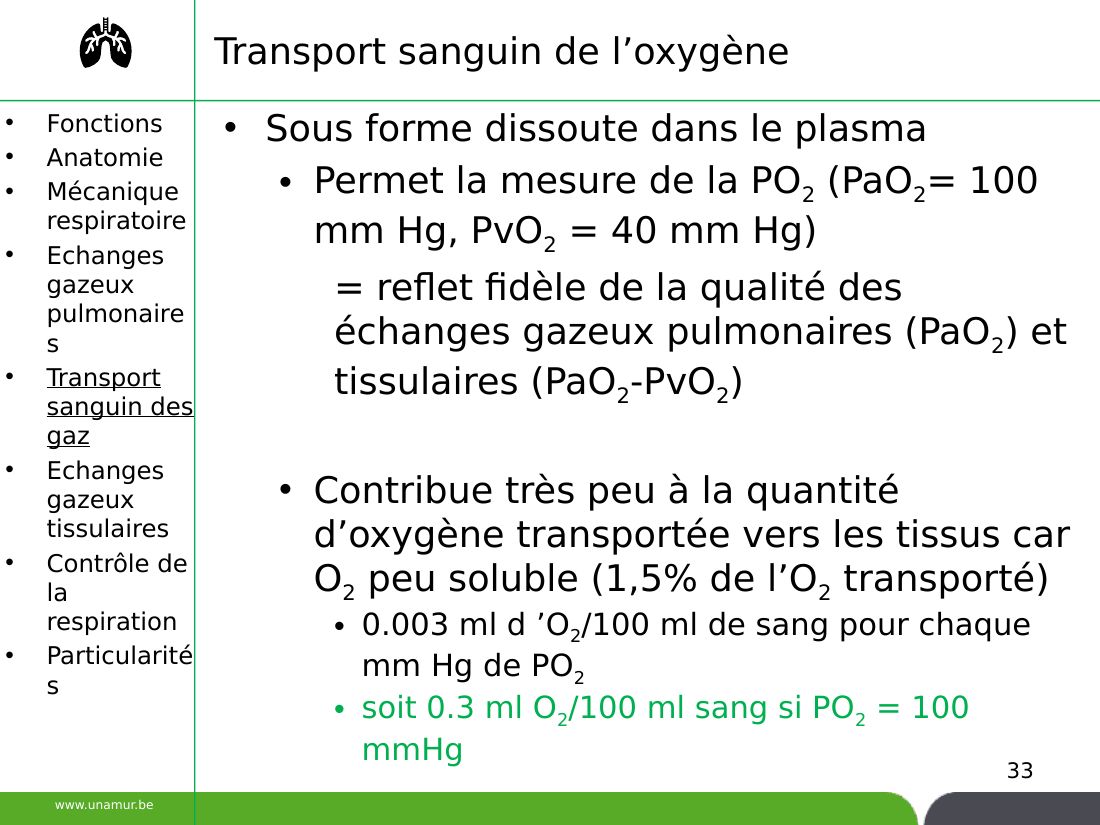 Transport sanguin de l’oxygène
• Fonctions
• Anatomie
• Mécanique
respiratoire
• Echanges
gazeux
pulmonaire
s
• Transport
sanguin des
gaz
• Echanges
gazeux
tissulaires
• Contrôle de
la
respiration
• Particularité
s
• Sous forme dissoute dans le plasma
• Permet la mesure de la PO₂ (PaO₂= 100
mm Hg, PvO₂ = 40 mm Hg)
= reflet fidèle de la qualité des
échanges gazeux pulmonaires (PaO₂) et
tissulaires (PaO₂-PvO₂)
• Contribue très peu à la quantité
d’oxygène transportée vers les tissus car
O₂ peu soluble (1,5% de l’O₂ transporté)
• 0.003 ml d ’O₂/100 ml de sang pour chaque
mm Hg de PO₂
• soit 0.3 ml O₂/100 ml sang si PO₂ = 100
mmHg
33
www.unamur.be